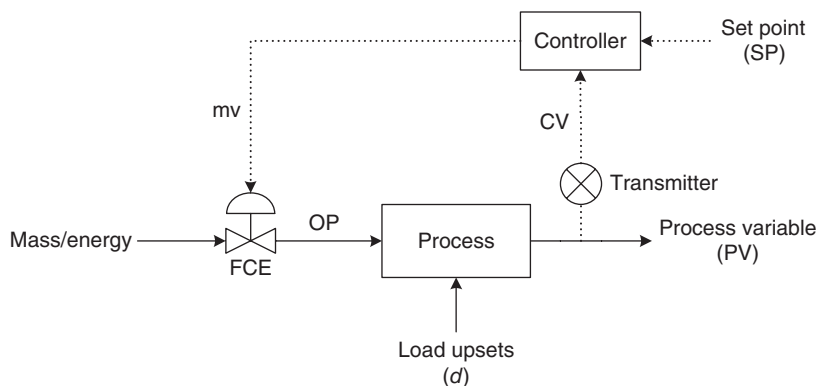 Controller
Set point
(SP)
mv
CV
Transmitter
Mass/energy
OP
Process
Process variable
(PV)
FCE
Load upsets
(d)